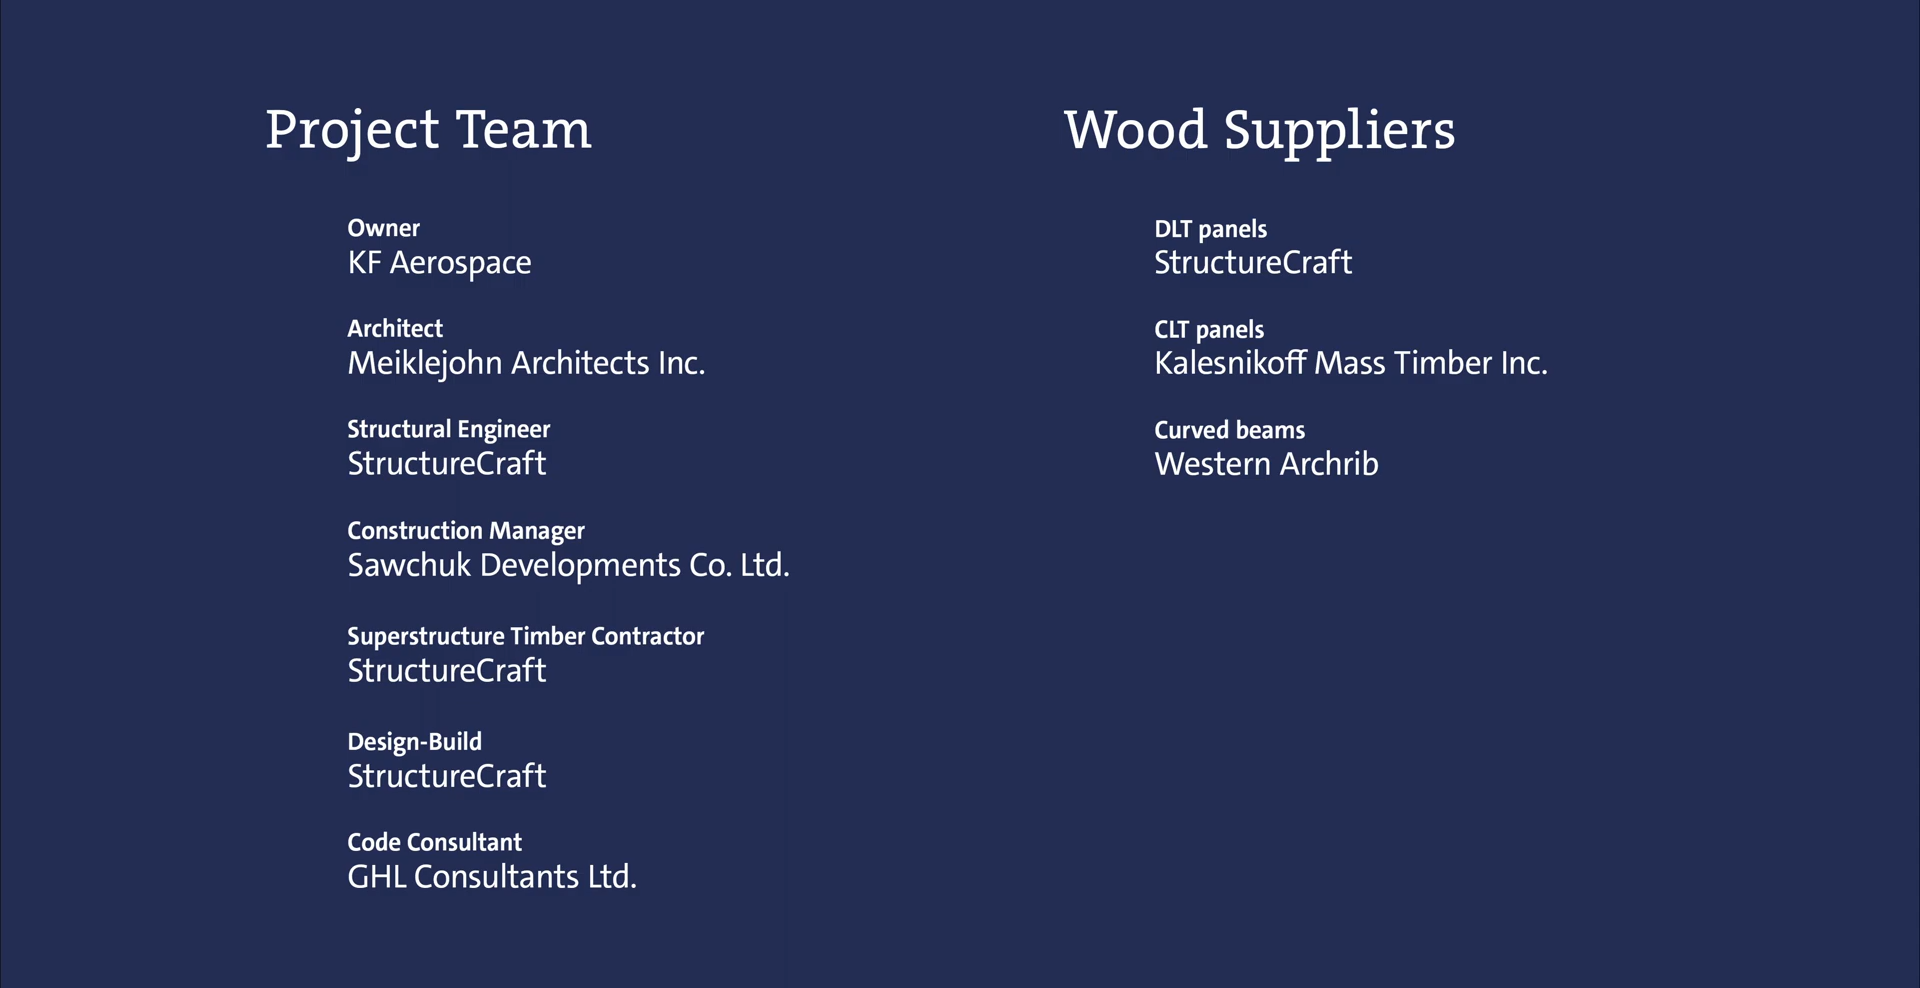 Project Team
Owner
KF Aerospace
Architect
Meiklejohn Architects Inc.
Structural Engineer
StructureCraft
Construction Manager
Sawchuk Developments Co. Ltd.
Superstructure Timber Contractor
StructureCraft
Design-Build
StructureCraft
Code Consultant
GHL Consultants Ltd.
Wood Suppliers
DLT panels
StructureCraft
CLT panels
Kalesnikoff Mass Timber Inc.
Curved beams
Western Archrib